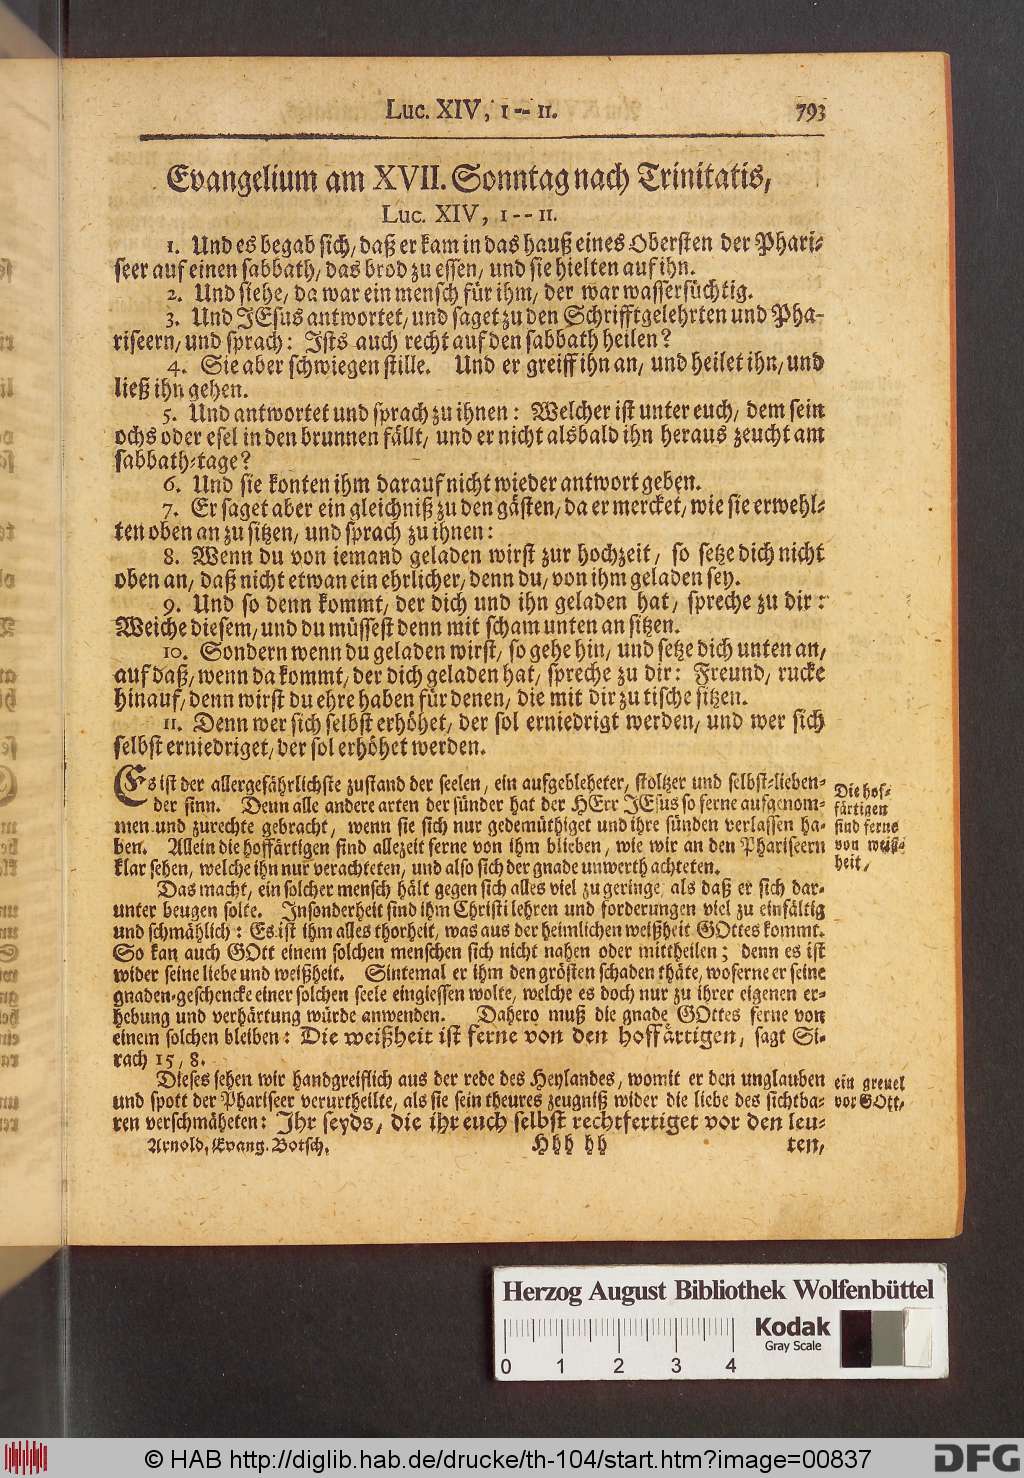 Luc. XIV, 1 -- 11. 793
Evangelium am XVII. Sonntag nach Trinitatis,
Luc. XIV, 1 -- 11.
1. Und es begab sich, daß er kam in das hauß eines Obersten der Phari-
seer auf einen sabbath, das brod zu essen, und sie hielten auf ihn.
2. Und siehe, da war ein mensch für ihm, der war wassersüchtig.
3. Und JEsus antwortet, und saget zu den Schrifftgelehrten und Pha-
riseern, und sprach: Ists auch recht auf den sabbath heilen?
4. Sie aber schwiegen stille. Und er greiff ihn an, und heilet ihn, und
ließ ihn gehen.
5. Und antwortet und sprach zu ihnen: Welcher ist unter euch, dem sein
ochs oder esel in den brunnen fällt, und er nicht alsbald ihn heraus zeucht am
sabbath-tage?
6. Und sie konten ihm darauf nicht wieder antwort geben.
7. Er saget aber ein gleichniß zu den gästen, da er mercket, wie sie erwehl-
ten oben an zu sitzen, und sprach zu ihnen:
8. Wenn du von iemand geladen wirst zur hochzeit, so setze dich nicht
oben an, daß nicht etwan ein ehrlicher, denn du, von ihm geladen sey.
9. Und so denn kommt, der dich und ihn geladen hat, spreche zu dir:
Weiche diesem, und du müssest denn mit scham unten an sitzen.
10. Sondern wenn du geladen wirst, so gehe hin, und setze dich unten an,
auf daß, wenn da kommt, der dich geladen hat, spreche zu dir: Freund, rucke
hinauf, denn wirst du ehre haben für denen, die mit dir zu tische sitzen.
11. Denn wer sich selbst erhöhet, der sol erniedrigt werden, und wer sich
selbst erniedriget, der sol erhöhet werden.
Es ist der allergefährlichste zustand der seelen, ein aufgebleheter, stoltzer und selbst-lieben-
der sinn. Denn alle andere arten der sünder hat der HErr JEsus so ferne aufgenom-
men und zurechte gebracht, wenn sie sich nur gedemüthiget und ihre sünden verlassen ha-
ben. Allein die hoffärtigen sind allezeit ferne von ihm blieben, wie wir an den Phariseern
klar sehen, welche ihn nur verachteten, und also sich der gnade unwerth achteten.
Die hof-
färtigen
sind ferne
von weiß-
heit,
Das macht, ein solcher mensch hält gegen sich alles viel zu geringe, als daß er sich dar-
unter beugen solte. Insonderheit sind ihm Christi lehren und forderungen viel zu einfältig
und schmählich: Es ist ihm alles thorheit, was aus der heimlichen weißheit GOttes kommt.
So kan auch GOtt einem solchen menschen sich nicht nahen oder mittheilen; denn es ist
wider seine liebe und weißheit. Sintemal er ihm den grösten schaden thäte, woferne er seine
gnaden-geschencke einer solchen seele eingiessen wolte, welche es doch nur zu ihrer eigenen er-
hebung und verhärtung würde anwenden. Dahero muß die gnade GOttes ferne von
einem solchen bleiben: Die weißheit ist ferne von den hoffärtigen, sagt Si-
rach 15, 8.
Dieses sehen wir handgreiflich aus der rede des Heylandes, womit er den unglauben
und spott der Phariseer verurtheilte, als sie sein theures zeugniß wider die liebe des sichtba-
ren verschmäheten: Ihr seyds, die ihr euch selbst rechtfertiget vor den leu-
ein greuel
vor GOtt,
Arnold, Evang. Botsch. Hhh hh ten,
Herzog August Bibliothek Wolfenbüttel
Kodak
Gray Scale
0 1 2 3 4
© HAB http://diglib.hab.de/drucke/th-104/start.htm?image=00837
DFG